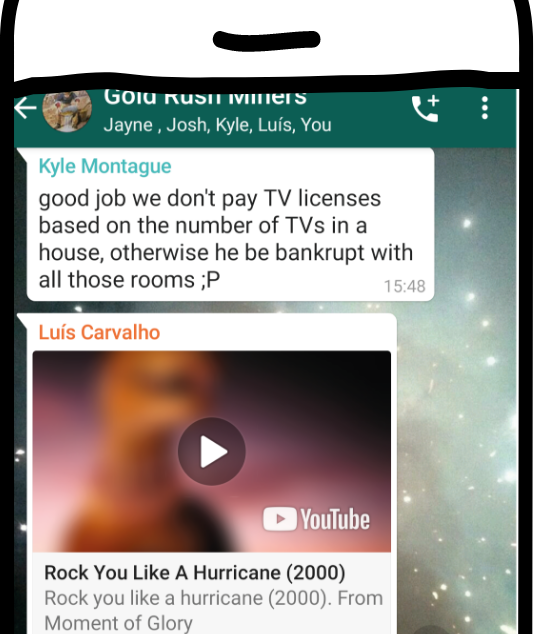 Gold Rush Miners
Jayne , Josh, Kyle, Luís, You
Kyle Montague
good job we don't pay TV licenses
based on the number of TVs in a
house, otherwise he be bankrupt with
all those rooms ;P
15:48
Luís Carvalho
YouTube
Rock You Like A Hurricane (2000)
Rock you like a hurricane (2000). From
Moment of Glory